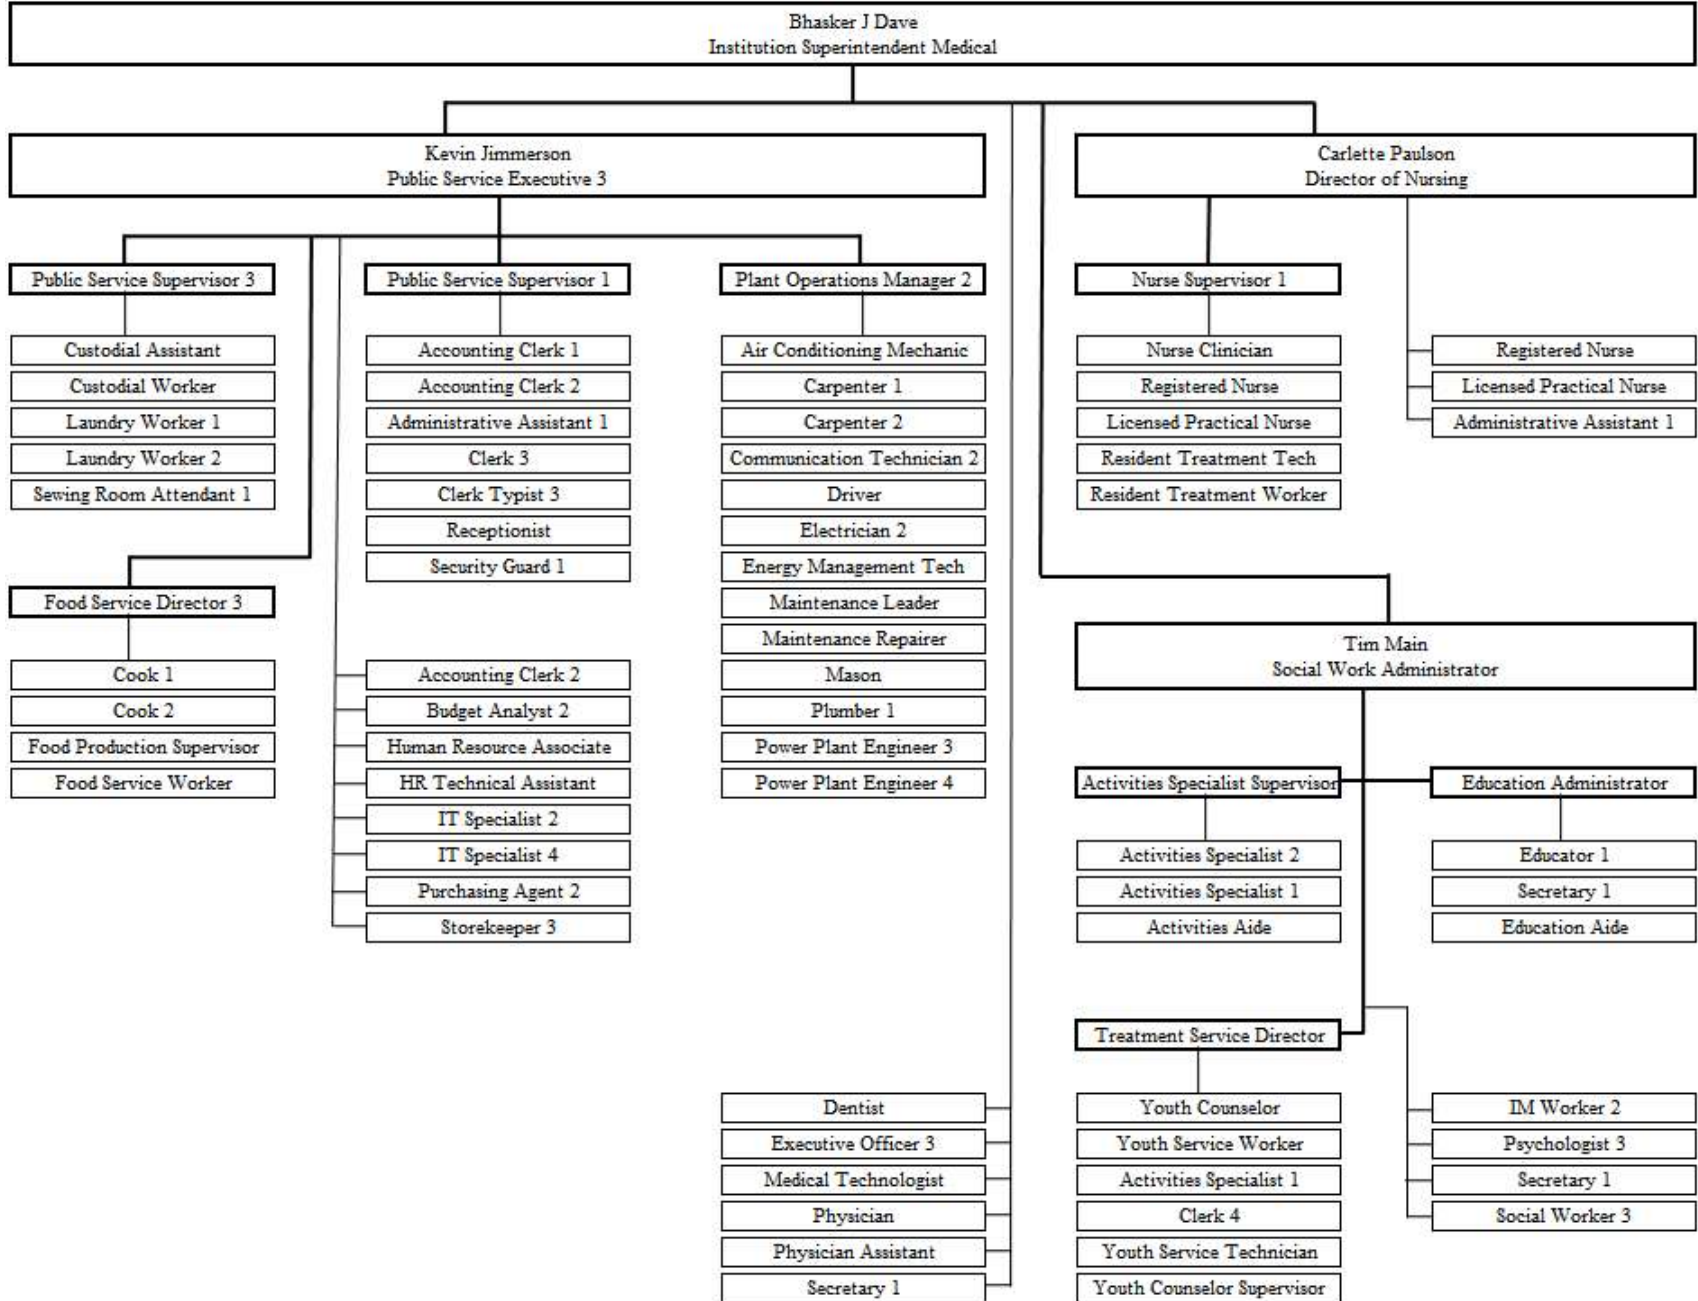 Bhasker J Dave
Institution Superintendent Medical
Kevin Jimmerson
Public Service Executive 3
Carlette Paulson
Director of Nursing
Public Service Supervisor 3
Custodial Assistant
Custodial Worker
Laundry Worker 1
Laundry Worker 2
Sewing Room Attendant 1
Food Service Director 3
Cook 1
Cook 2
Food Production Supervisor
Food Service Worker
Public Service Supervisor 1
Accounting Clerk 1
Accounting Clerk 2
Administrative Assistant 1
Clerk 3
Clerk Typist 3
Receptionist
Security Guard 1
Accounting Clerk 2
Budget Analyst 2
Human Resource Associate
HR Technical Assistant
IT Specialist 2
IT Specialist 4
Purchasing Agent 2
Storekeeper 3
Plant Operations Manager 2
Air Conditioning Mechanic
Carpenter 1
Carpenter 2
Communication Technician 2
Driver
Electrician 2
Energy Management Tech
Maintenance Leader
Maintenance Repairer
Mason
Plumber 1
Power Plant Engineer 3
Power Plant Engineer 4
Dentist
Executive Officer 3
Medical Technologist
Physician
Physician Assistant
Secretary 1
Nurse Supervisor 1
Nurse Clinician
Registered Nurse
Licensed Practical Nurse
Resident Treatment Tech
Resident Treatment Worker
Registered Nurse
Licensed Practical Nurse
Administrative Assistant 1
Tim Main
Social Work Administrator
Activities Specialist Supervisor
Activities Specialist 2
Activities Specialist 1
Activities Aide
Education Administrator
Educator 1
Secretary 1
Education Aide
Treatment Service Director
Youth Counselor
Youth Service Worker
Activities Specialist 1
Clerk 4
Youth Service Technician
Youth Counselor Supervisor
IM Worker 2
Psychologist 3
Secretary 1
Social Worker 3